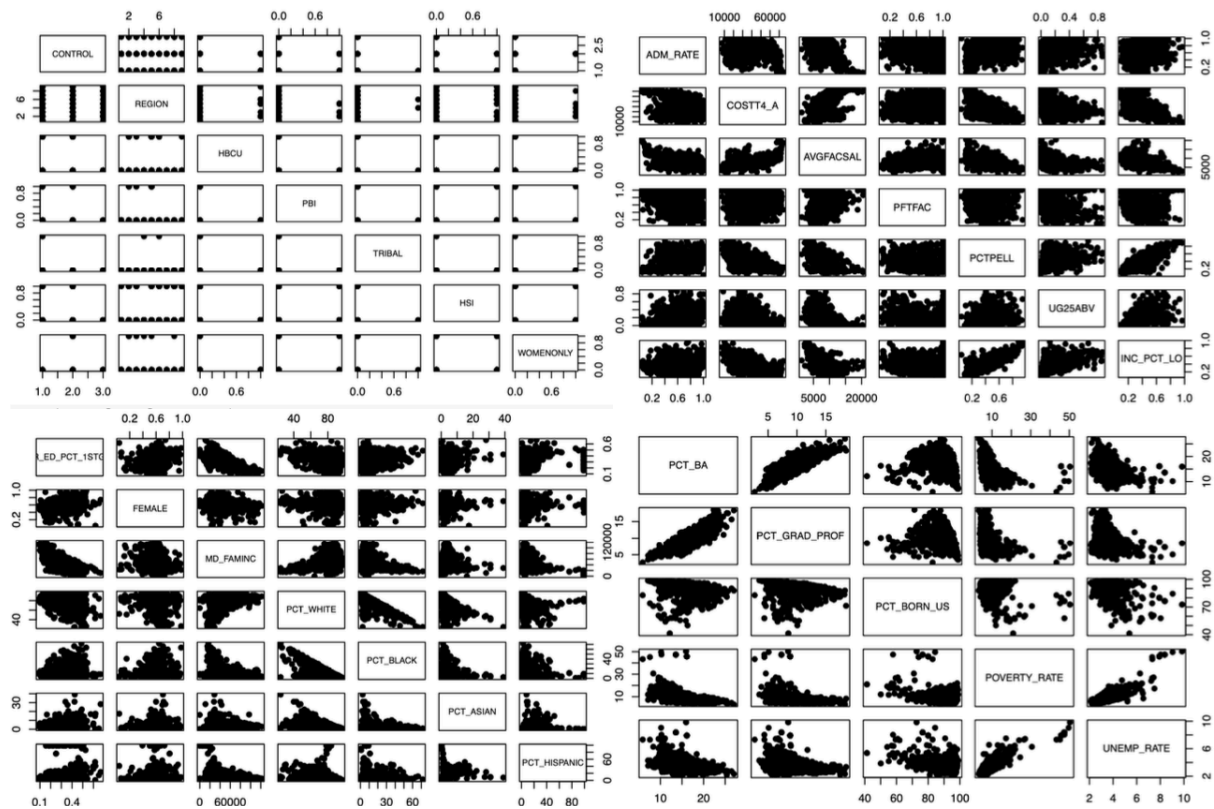 2 6 0.0 0.6 0.0 0.6
CONTROL
1.0 2.5
REGION
2 6
HBCU
0.0 0.8
PBI
0.0 0.8
TRIBAL
0.0 0.8
HSI
0.0 0.8
WOMENONLY
0.0 0.8
1.0 2.0 3.0 0.0 0.6 0.0 0.6 0.0 0.6
10000 60000 0.2 0.6 1.0 0.0 0.4 0.8
ADM_RATE
0.2 1.0
COSTT4_A
10000
AVGFACSAL
5000
PFTFAC
0.2 1.0
PCTPELL
0.2
UG25ABV
0.0 0.8
INC_PCT_LO
0.2 1.0
0.2 0.6 1.0 5000 20000 0.2 0.6 0.2 0.6 1.0
0.2 0.6 1.0 40 80 0 20 40
_ED_PCT_1STG
0.1 0.6
FEMALE
0.2 1.0
MD_FAMINC
0 120000
PCT_WHITE
40
PCT_BLACK
0 40
PCT_ASIAN
0 30
PCT_HISPANIC
0 60
0.1 0.4 0 60000 0 30 60
5 10 15 10 30 50
PCT_BA
10 20
PCT_GRAD_PROF
5 15
PCT_BORN_US
40 70 100
POVERTY_RATE
10 30 50
UNEMP_RATE
2 6 10
10 20 40 60 80 100 2 4 6 8 10